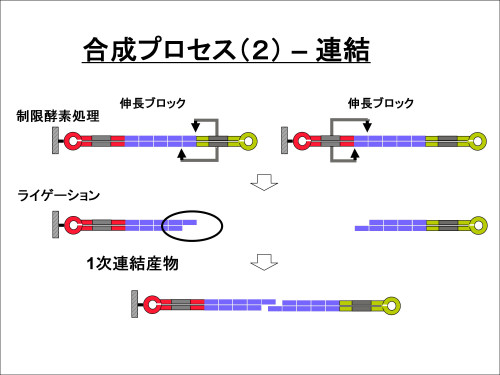 合成プロセス（２） – 連結
伸長ブロック
伸長ブロック
制限酵素処理
ライゲーション
1次連結産物